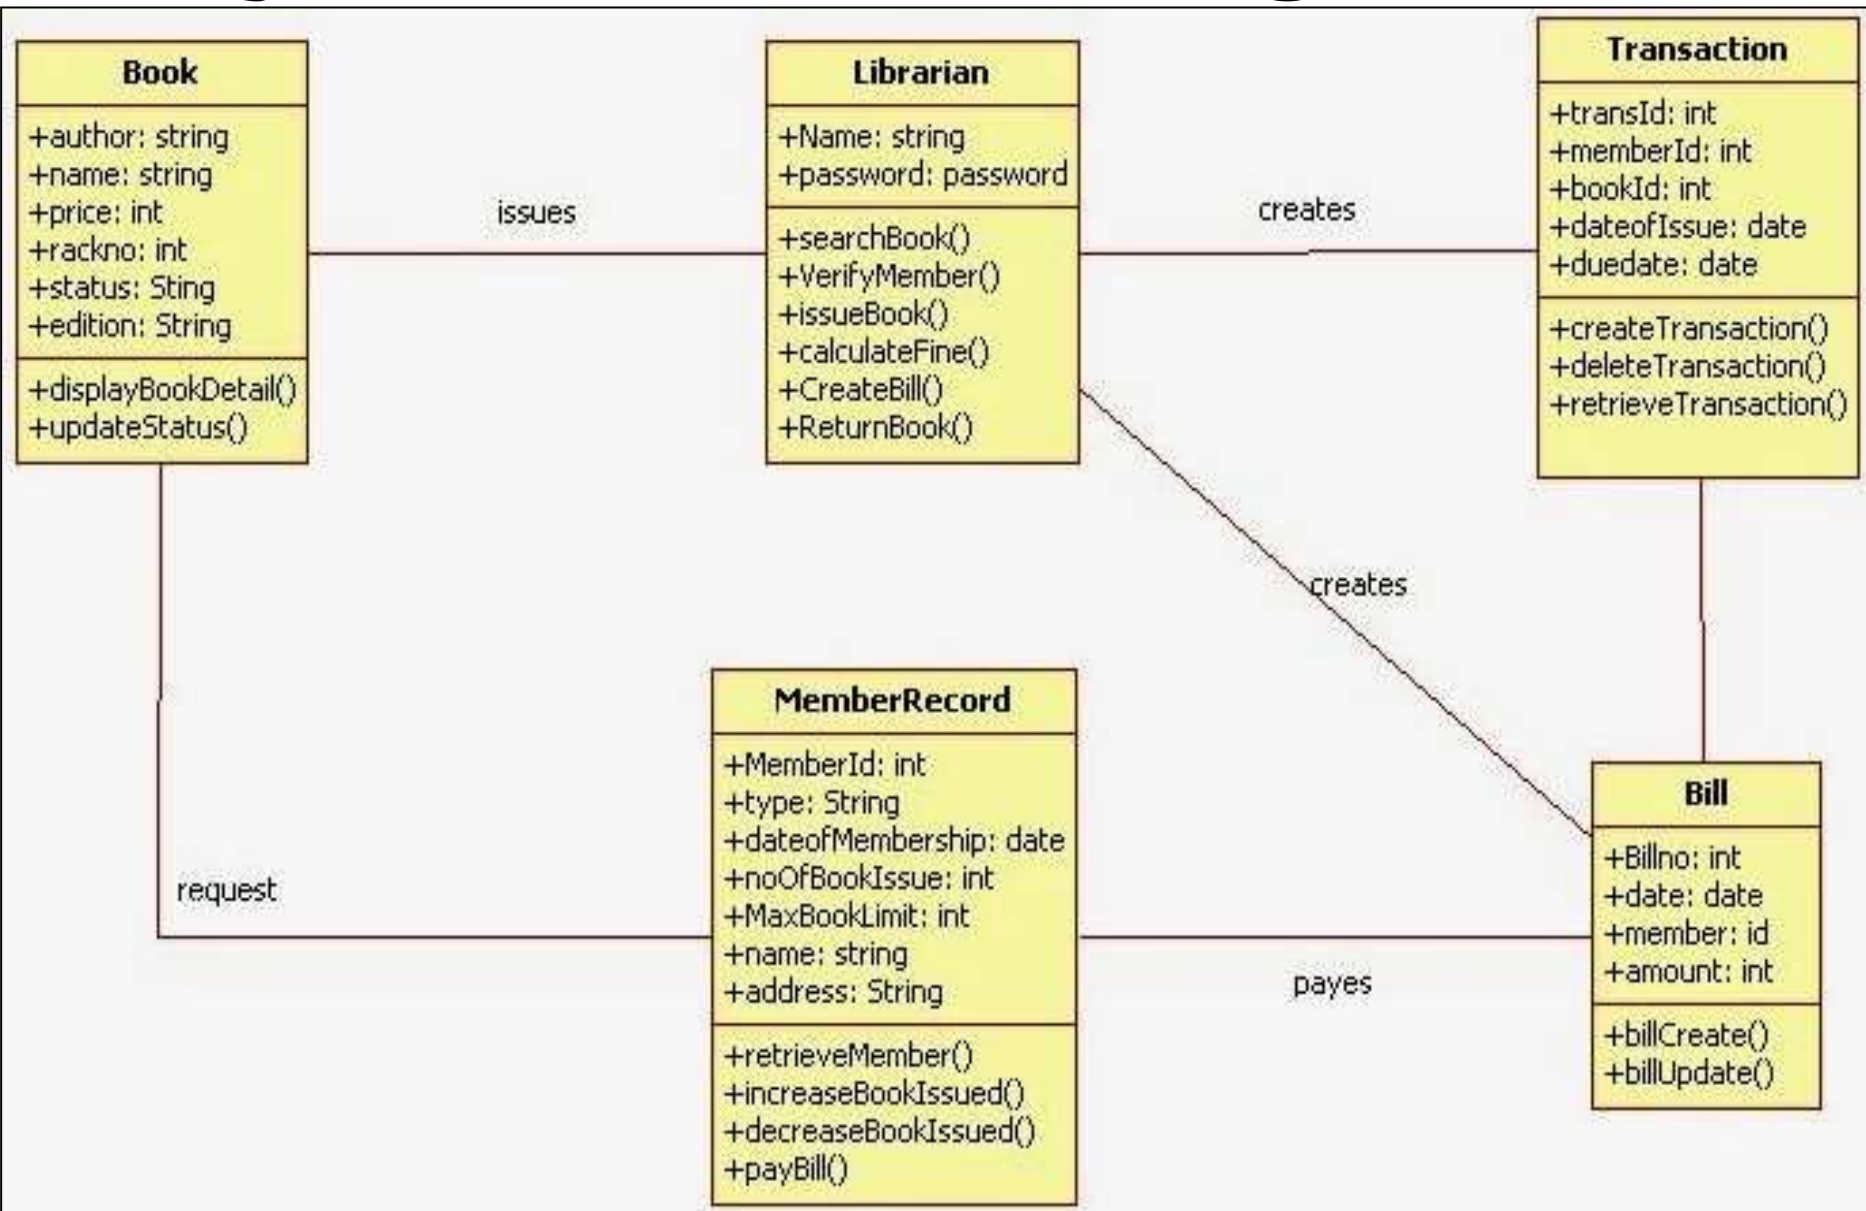 Book
+author: string
+name: string
+price: int
+rackno: int
+status: Sting
+edition: String
+displayBookDetail()
+updateStatus()
issues
Librarian
+Name: string
+password: password
+searchBook()
+VerifyMember()
+issueBook()
+calculateFine()
+CreateBill()
+ReturnBook()
creates
Transaction
+transId: int
+memberId: int
+bookId: int
+dateofIssue: date
+duedate: date
+createTransaction()
+deleteTransaction()
+retrieveTransaction()
creates
request
MemberRecord
+MemberId: int
+type: String
+dateofMembership: date
+noOfBookIssue: int
+MaxBookLimit: int
+name: string
+address: String
+retrieveMember()
+increaseBookIssued()
+decreaseBookIssued()
+payBill()
payes
Bill
+Billno: int
+date: date
+member: id
+amount: int
+billCreate()
+billUpdate()